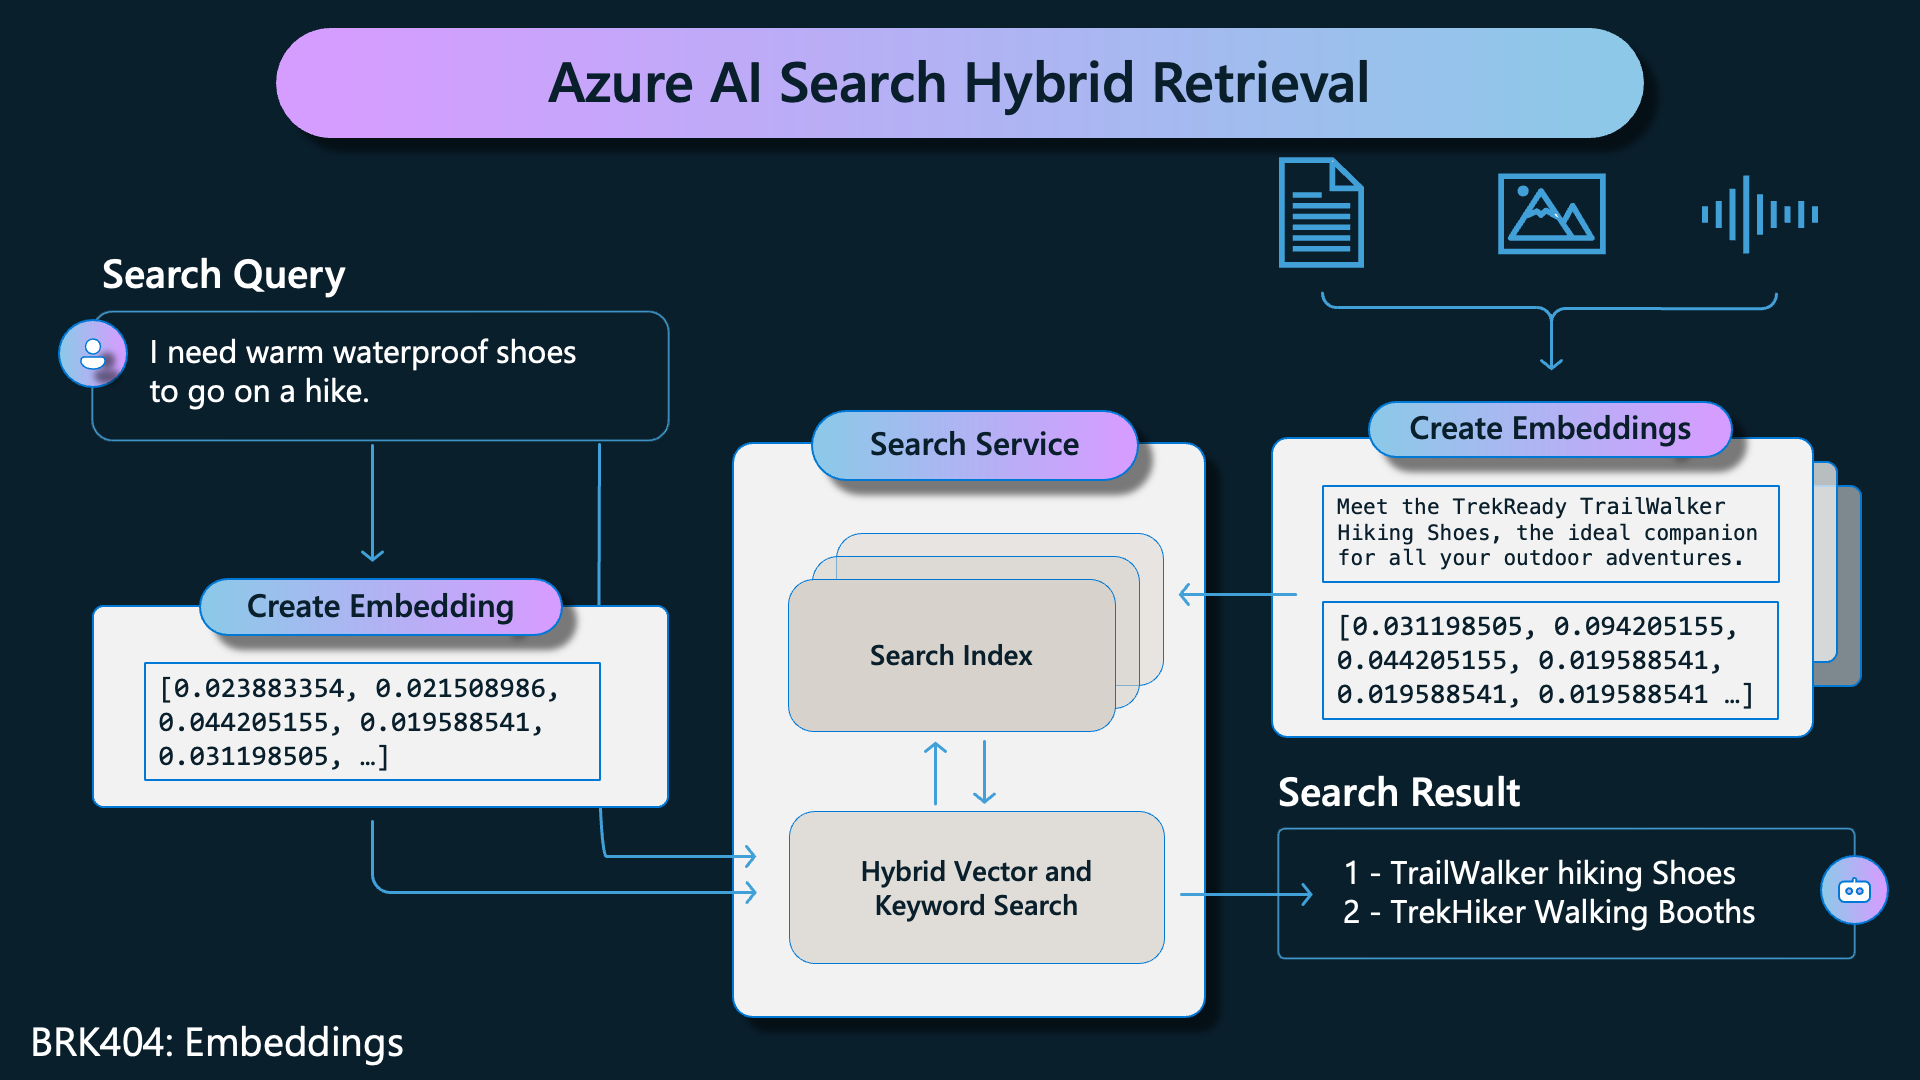 Azure AI Search Hybrid Retrieval
Search Query
I need warm waterproof shoes
to go on a hike.
Create Embedding
[0.023883354, 0.021508986,
0.044205155, 0.019588541,
0.031198505, …]
Search Service
Search Index
Hybrid Vector and
Keyword Search
Create Embeddings
Meet the TrekReady TrailWalker
Hiking Shoes, the ideal companion
for all your outdoor adventures.
[0.031198505, 0.094205155,
0.044205155, 0.019588541,
0.019588541, 0.019588541 …]
Search Result
1 - TrailWalker hiking Shoes
2 - TrekHiker Walking Booths
BRK404: Embeddings